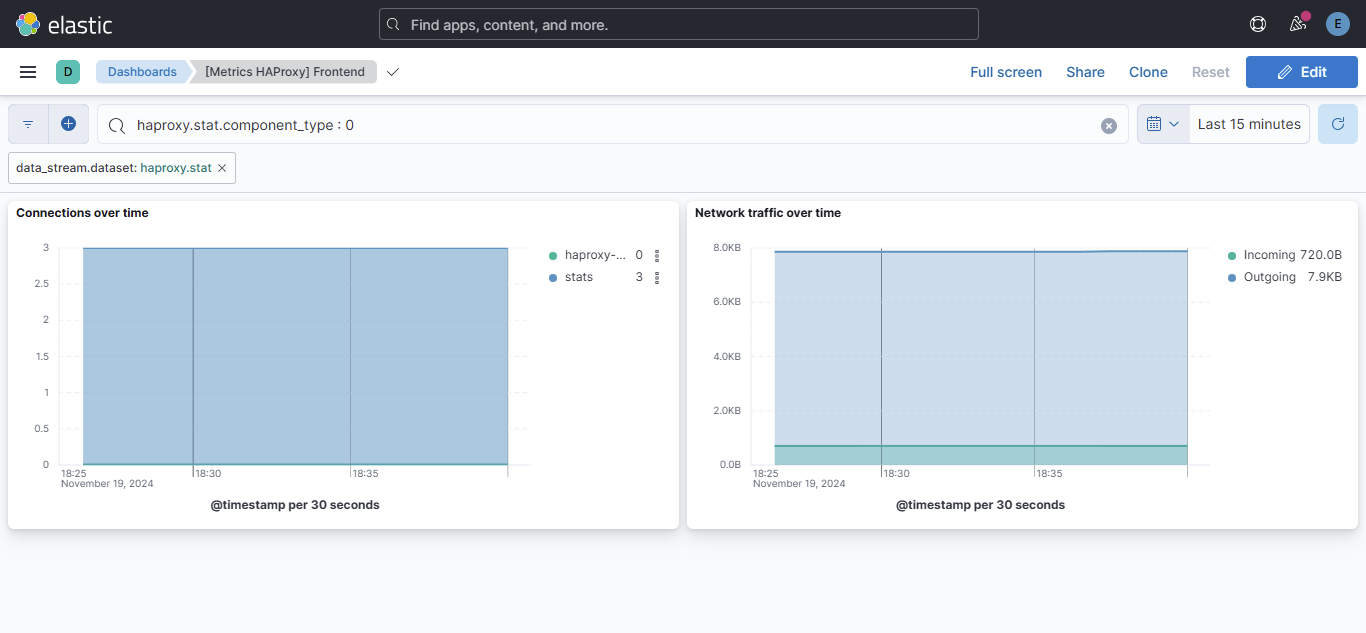 elastic
Find apps, content, and more.
E
D
Dashboards
[Metrics HAProxy] Frontend
Full screen
Share
Clone
Reset
Edit
haproxy.stat.component_type : 0
Last 15 minutes
data_stream.dataset: haproxy.stat
Connections over time
3
2.5
2
1.5
1
0.5
0
18:25
18:30
18:35
November 19, 2024
@timestamp per 30 seconds
haproxy-... 0
stats 3
Network traffic over time
8.0KB
6.0KB
4.0KB
2.0KB
0.0B
18:25
18:30
18:35
November 19, 2024
@timestamp per 30 seconds
Incoming 720.0B
Outgoing 7.9KB